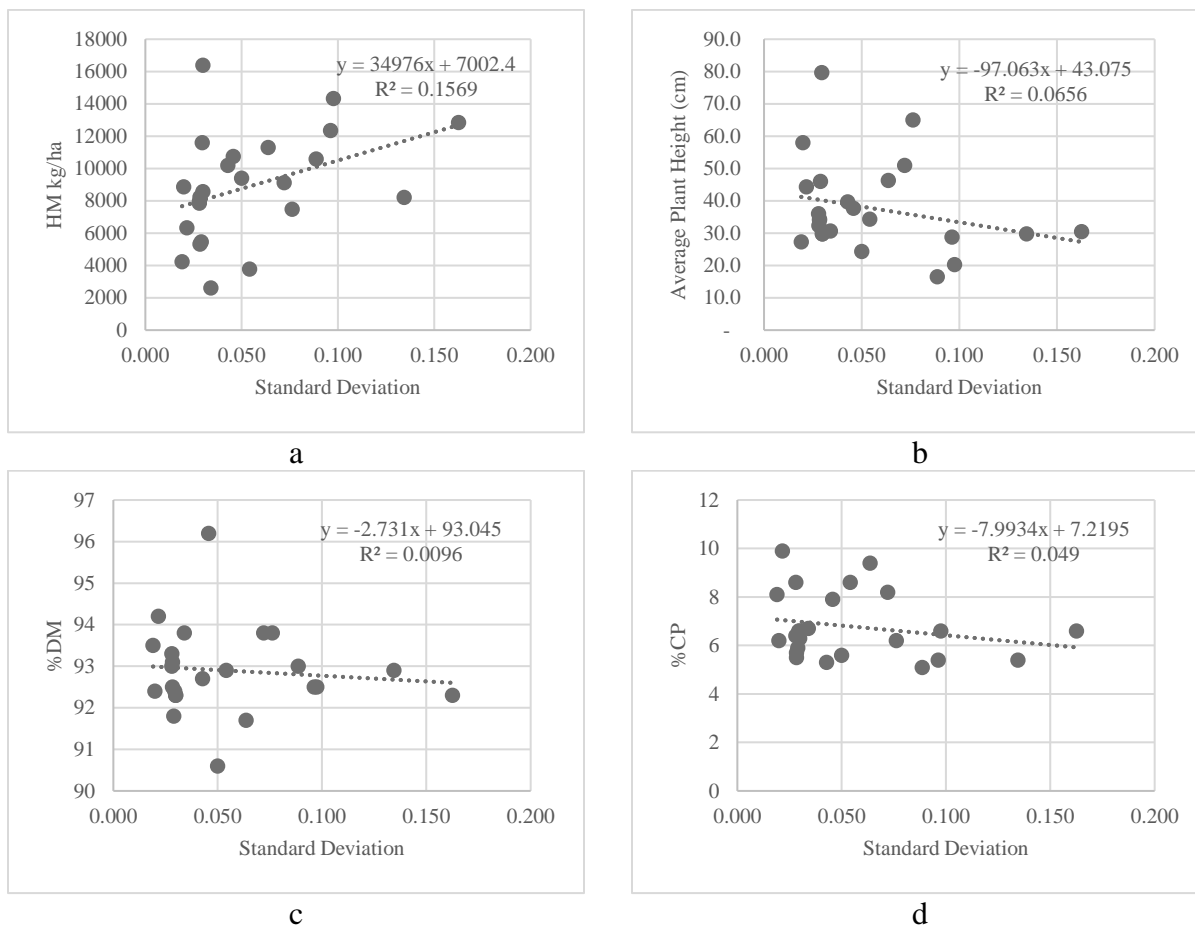 HM kg/ha
18000
16000
14000
12000
10000
8000
6000
4000
2000
0
y = 34976x + 7002.4
R² = 0.1569
0.000 0.050 0.100 0.150 0.200
Standard Deviation
a
Average Plant Height (cm)
90.0
80.0
70.0
60.0
50.0
40.0
30.0
20.0
10.0
-
y = -97.063x + 43.075
R² = 0.0656
0.000 0.050 0.100 0.150 0.200
Standard Deviation
b
%DM
97
96
95
94
93
92
91
90
y = -2.731x + 93.045
R² = 0.0096
0.000 0.050 0.100 0.150 0.200
Standard Deviation
c
%CP
12
10
8
6
4
2
0
y = -7.9934x + 7.2195
R² = 0.049
0.000 0.050 0.100 0.150 0.200
Standard Deviation
d